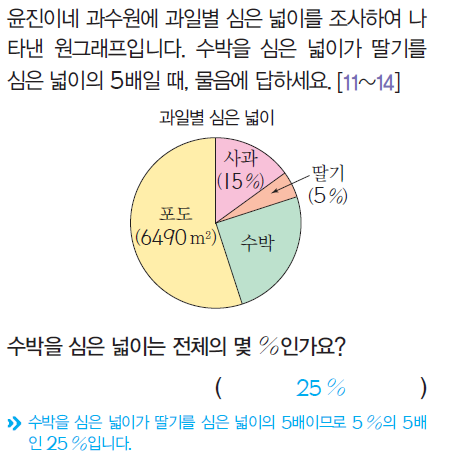 윤진이네 과수원에 과일별 심은 넓이를 조사하여 나
타낸 원그래프입니다. 수박을 심은 넓이가 딸기를
심은 넓이의 5배일 때, 물음에 답하세요. [11~14]
과일별 심은 넓이
사과
(15%)
딸기
(5%)
포도
(6490 m²)
수박
수박을 심은 넓이는 전체의 몇 %인가요?
( 25% )
» 수박을 심은 넓이가 딸기를 심은 넓이의 5배이므로 5%의 5배
인 25%입니다.